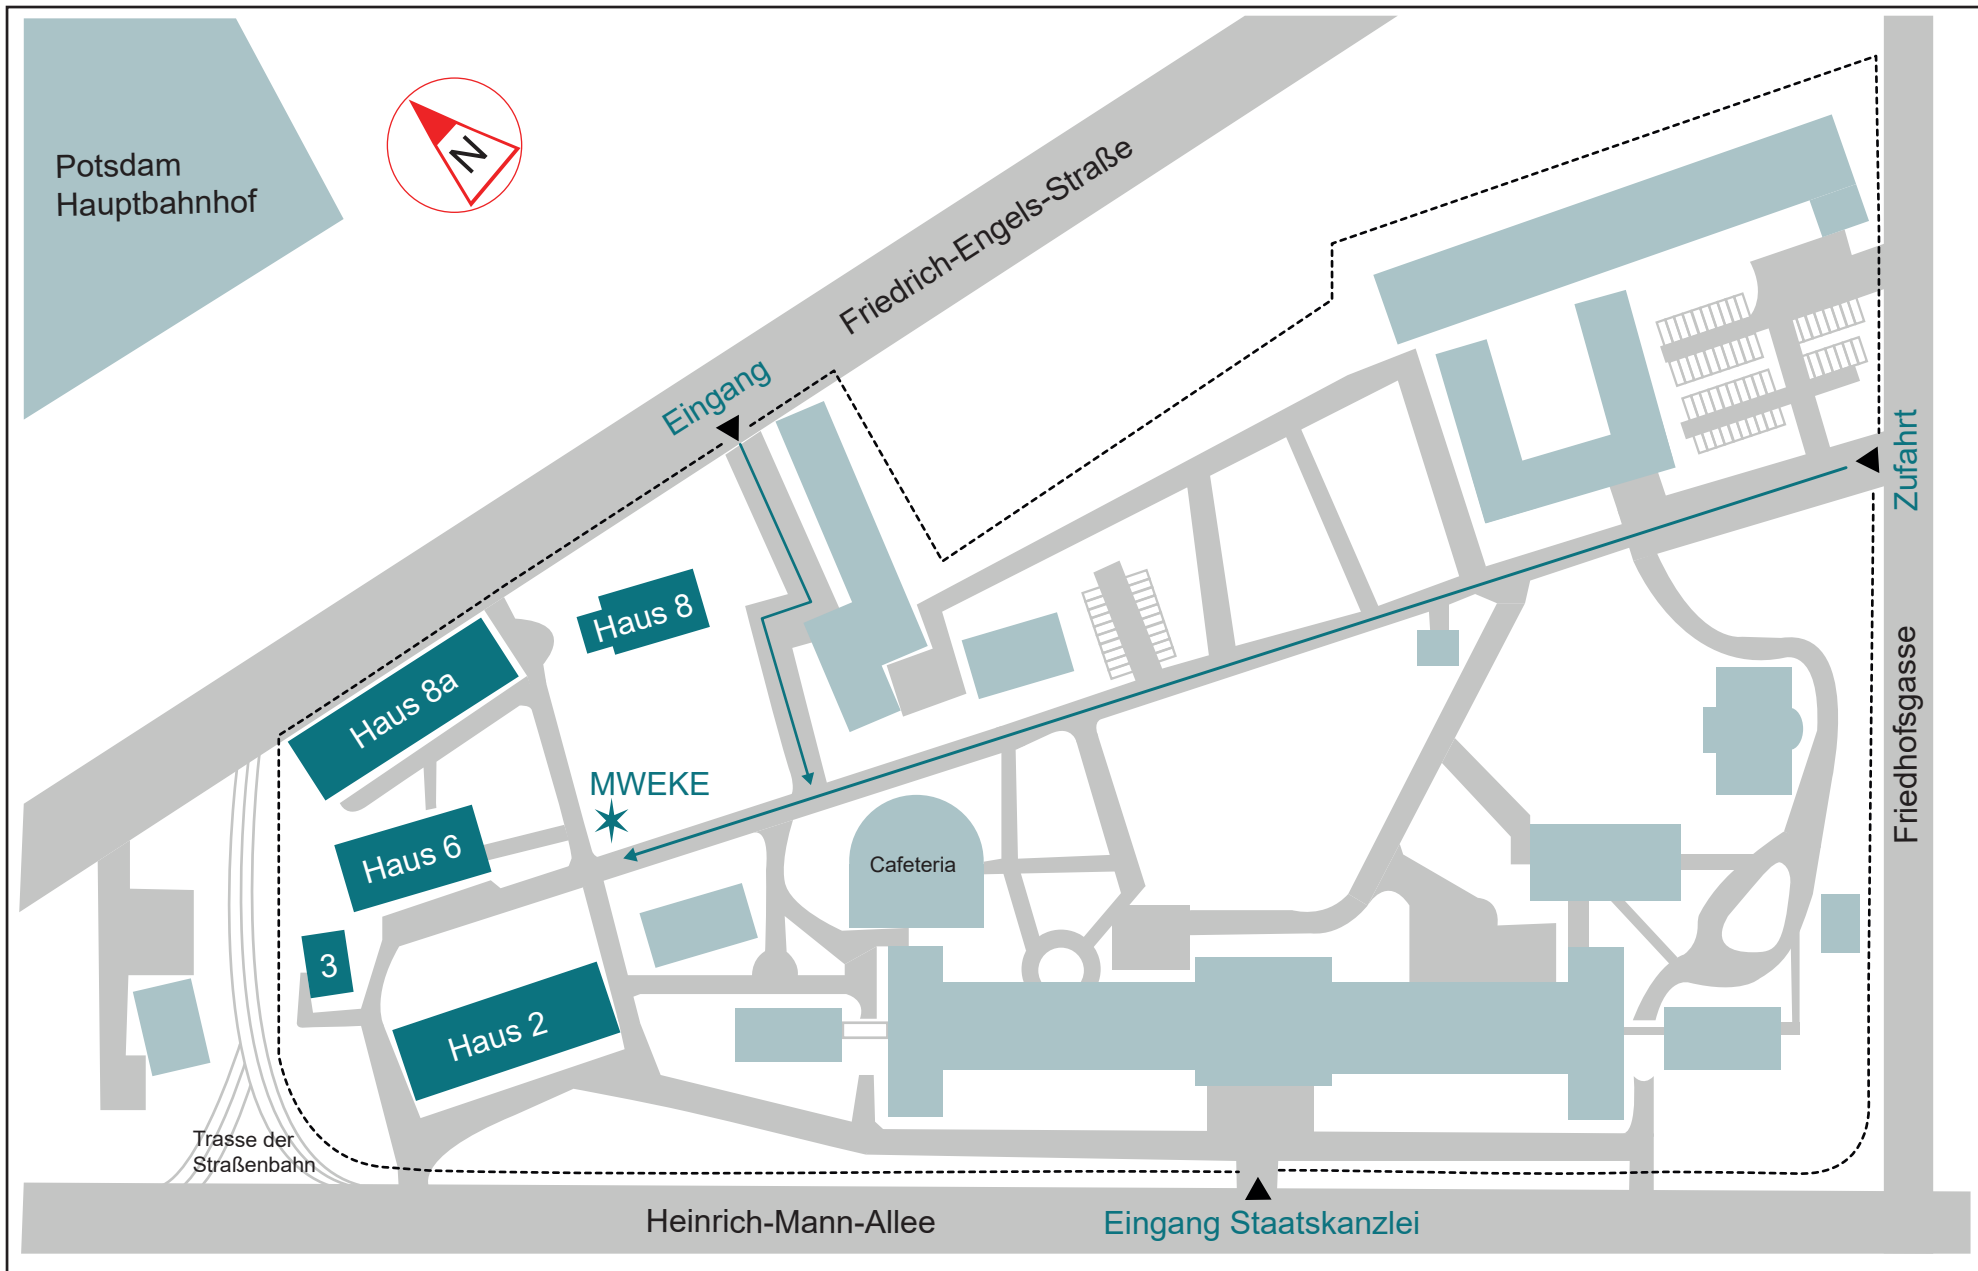 Potsdam
Hauptbahnhof
N
Friedrich-Engels-Straße
Eingang
Zufahrt
Haus 8
Haus 8a
Friedhofsgasse
MWEKE
Haus 6
Cafeteria
3
Haus 2
Trasse der
Straßenbahn
Heinrich-Mann-Allee
Eingang Staatskanzlei